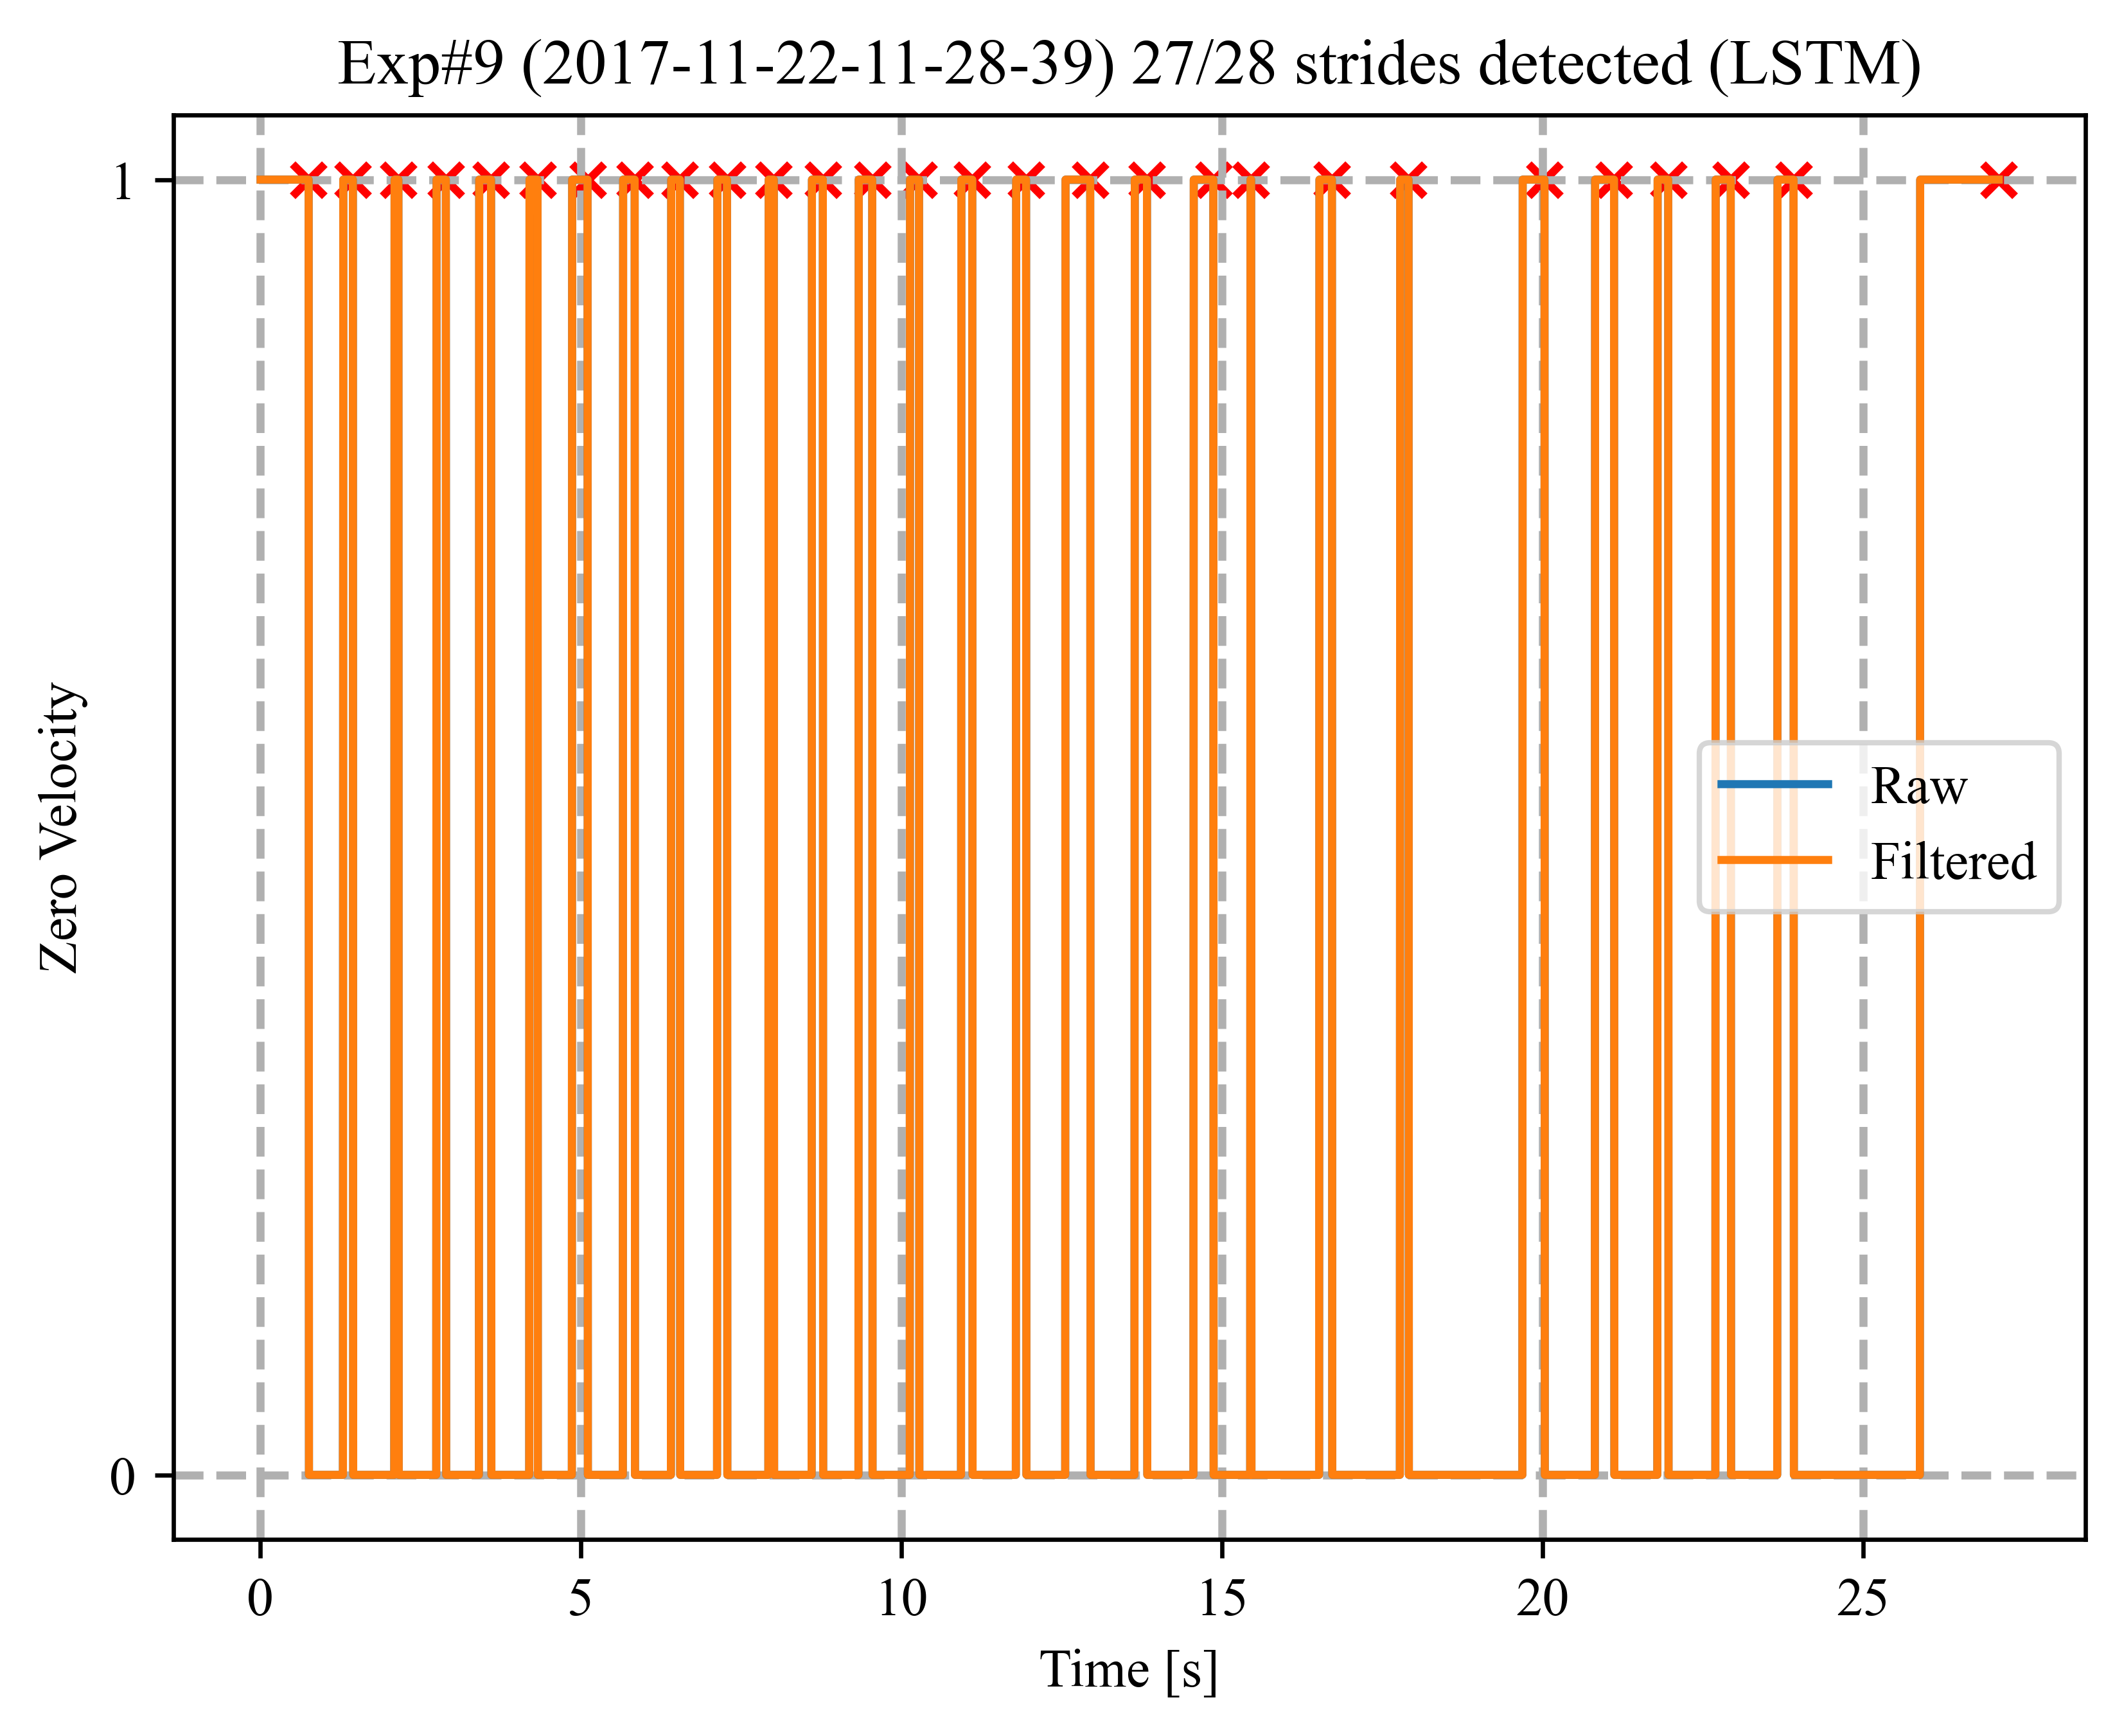 Exp#9 (2017-11-22-11-28-39) 27/28 strides detected (LSTM)
1
Zero Velocity
Raw
Filtered
0
0 5 10 15 20 25
Time [s]